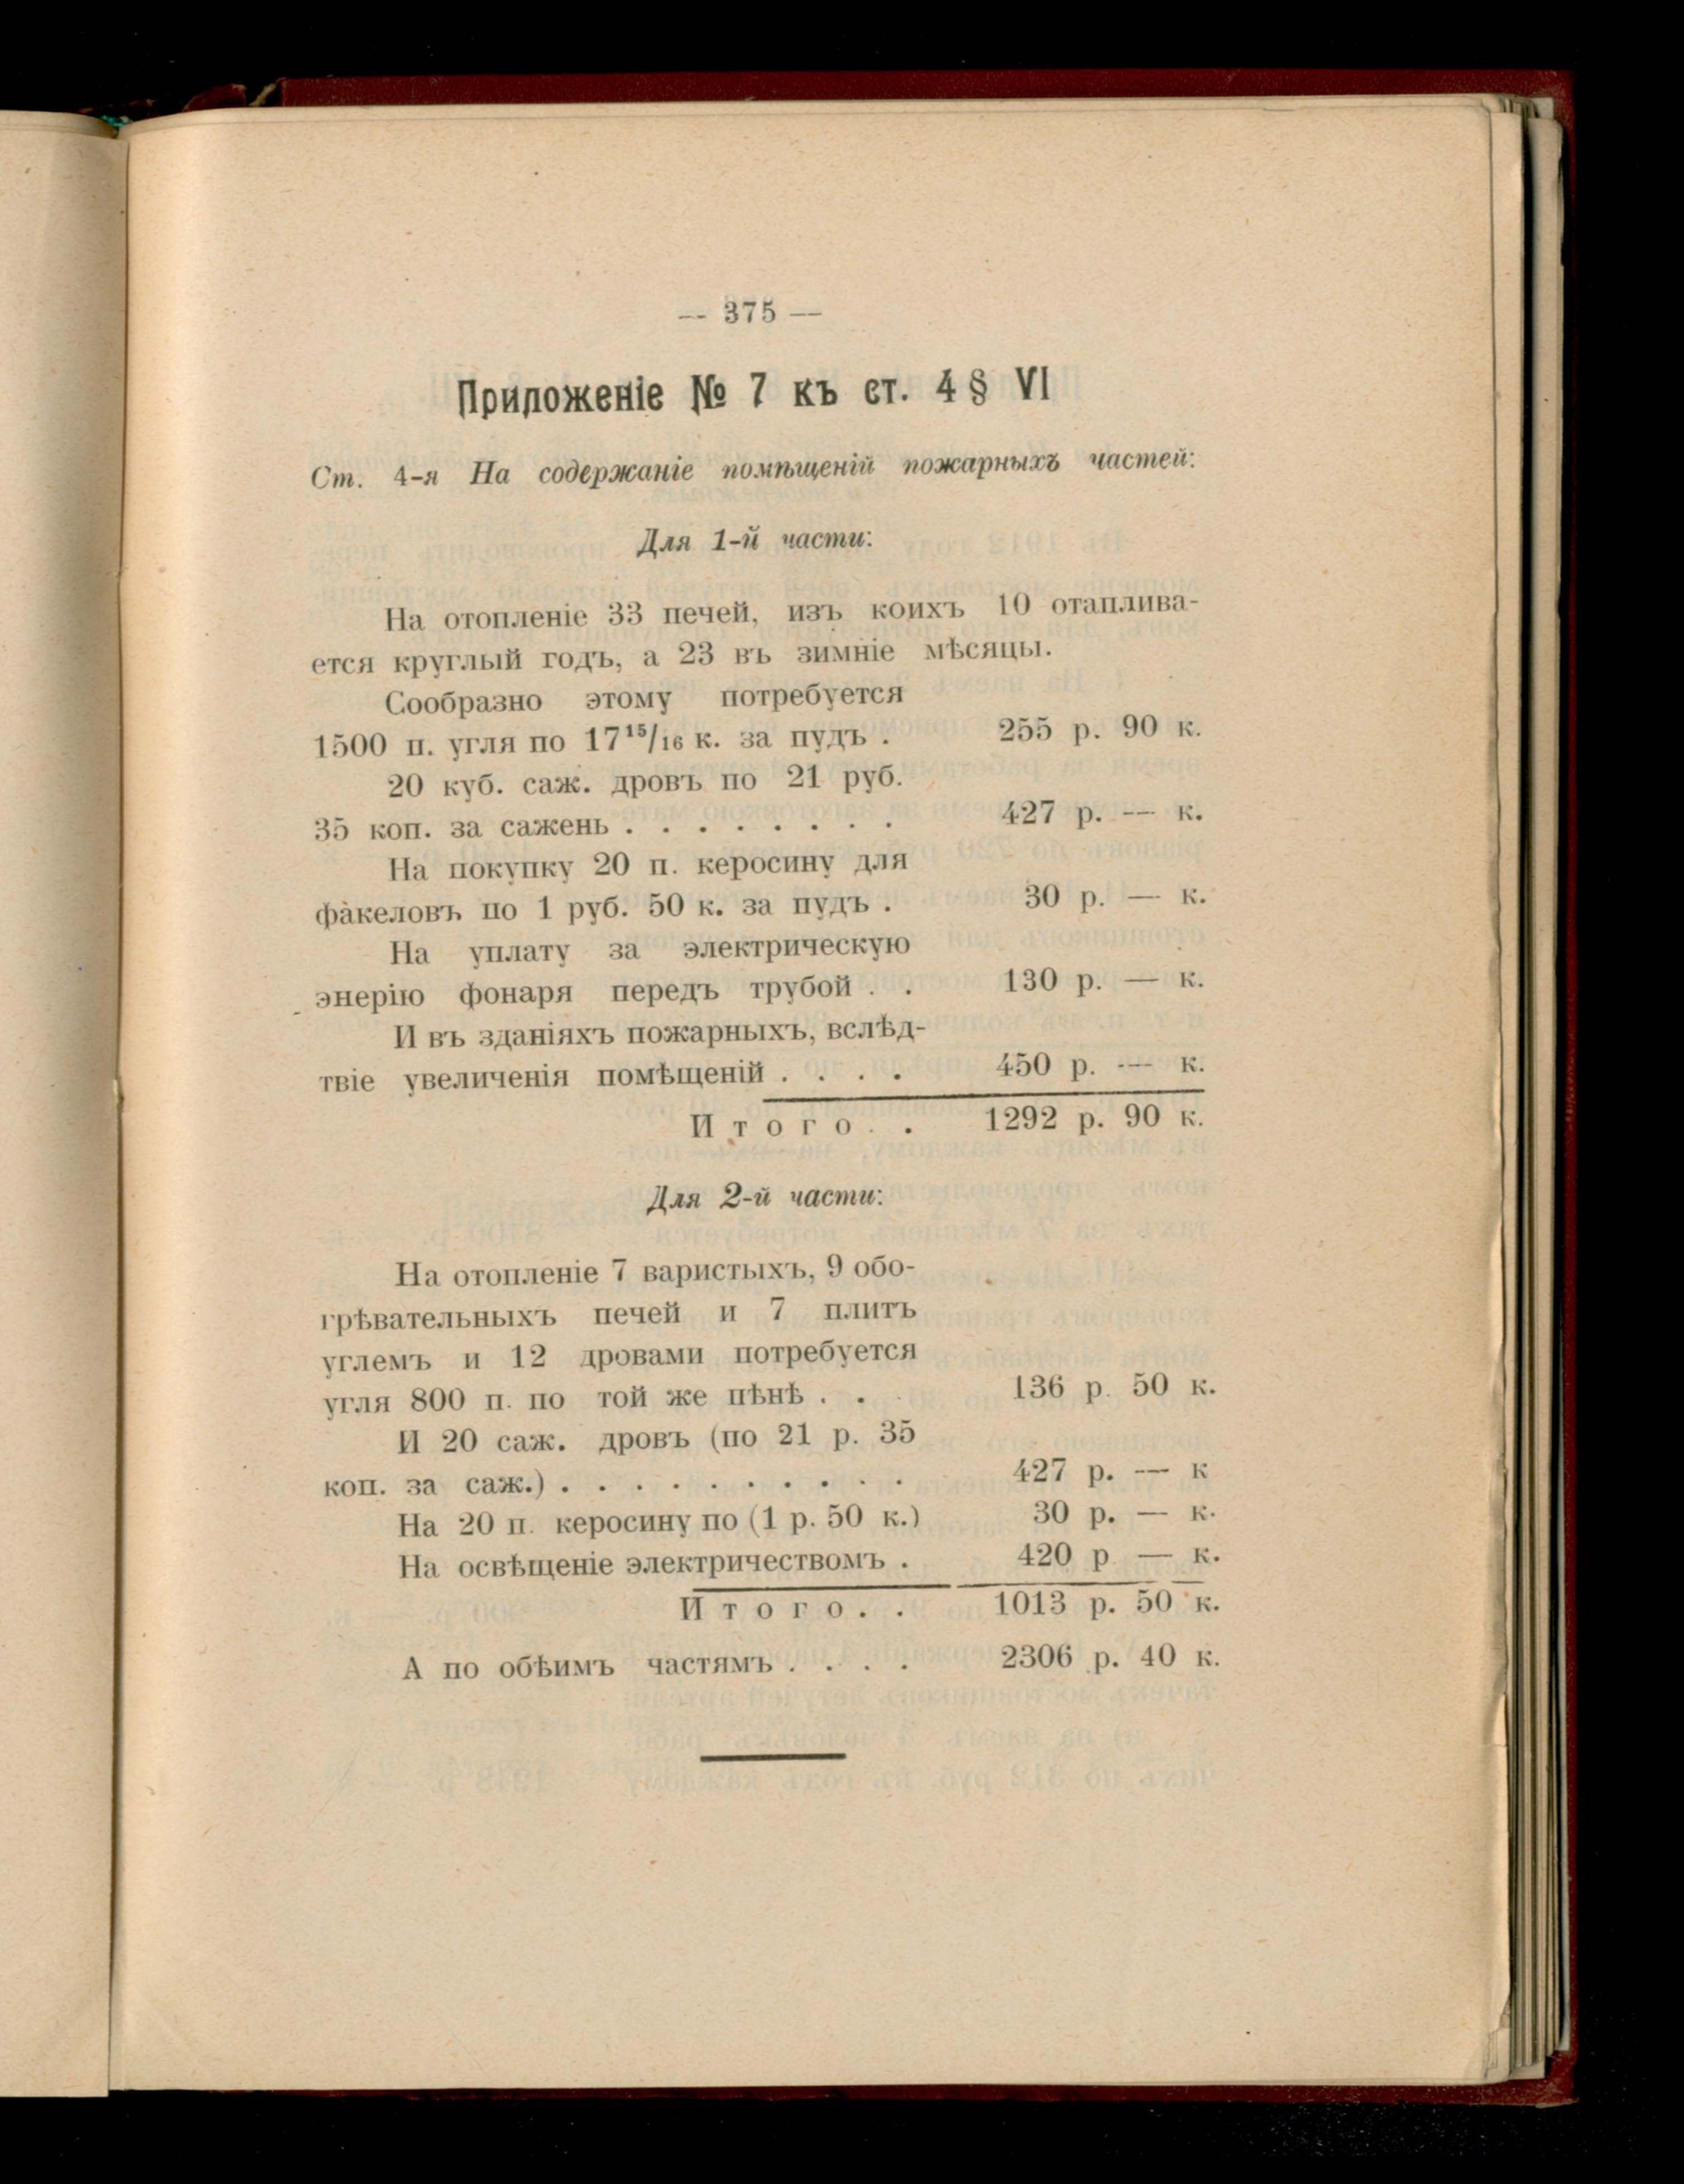 — 375 —
Приложеніе № 7 къ ст. 4 § VI
Ст. 4-я На содержаніе помѣщеній пожарныхъ частей:
Для 1-й части:
На отопленіе 33 печей, изъ коихъ 10 отаплива-
ется круглый годъ, а 23 въ зимніе мѣсяцы.
Сообразно этому потребуется
1500 п. угля по 17¹⁵/₁₆ к. за пудъ . 255 р. 90 к.
20 куб. саж. дровъ по 21 руб.
35 коп. за сажень . . . . . . . . 427 р. — к.
На покупку 20 п. керосину для
факеловъ по 1 руб. 50 к. за пудъ . 30 р. — к.
На уплату за электрическую
энерію фонаря передъ трубой . . 130 р. — к.
И въ зданіяхъ пожарныхъ, вслѣд-
твіе увеличенія помѣщеній . . . . 450 р. — к.
Итого . . 1292 р. 90 к.
Для 2-й части:
На отопленіе 7 варистыхъ, 9 обо-
грѣвательныхъ печей и 7 плитъ
углемъ и 12 дровами потребуется
угля 800 п. по той же пѣнѣ . . 136 р. 50 к.
И 20 саж. дровъ (по 21 р. 35
коп. за саж.) . . . . . . . . . . 427 р. — к
На 20 п. керосину по (1 р. 50 к.) 30 р. — к.
На освѣщеніе электричествомъ . 420 р — к.
Итого . . 1013 р. 50 к.
А по обѣимъ частямъ . . . . 2306 р. 40 к.